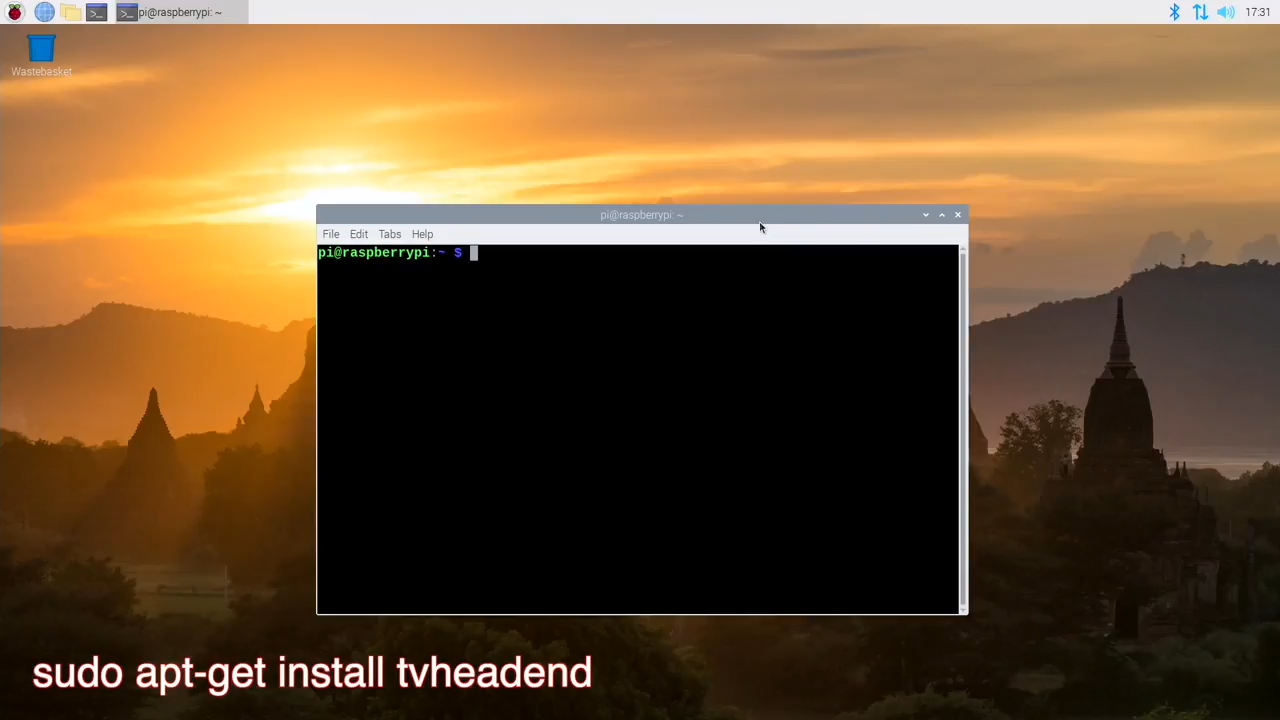 pi@raspberrypi: ~
17:31
Wastebasket
pi@raspberrypi: ~
File Edit Tabs Help
pi@raspberrypi:~ $
sudo apt-get install tvheadend